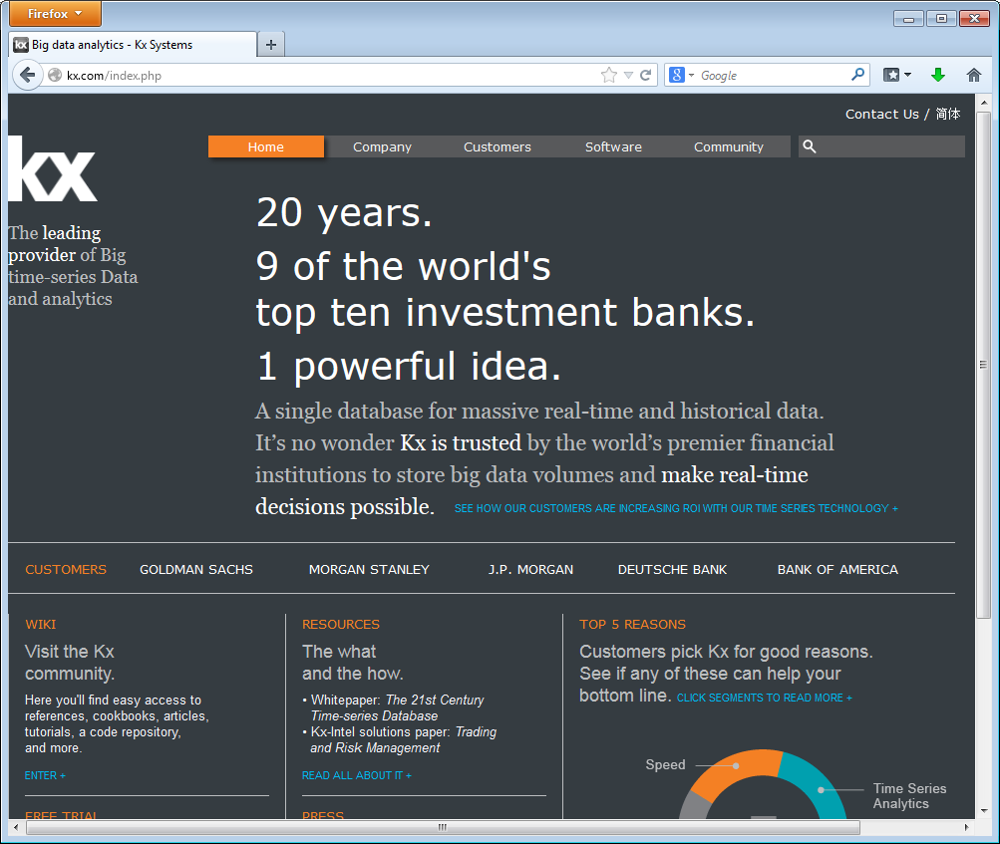 Firefox
Big data analytics - Kx Systems
kx.com/index.php
Google
Contact Us / 简体
kx
Home Company Customers Software Community
The leading
provider of Big
time-series Data
and analytics
20 years.
9 of the world's
top ten investment banks.
1 powerful idea.
A single database for massive real-time and historical data.
It's no wonder Kx is trusted by the world's premier financial
institutions to store big data volumes and make real-time
decisions possible. SEE HOW OUR CUSTOMERS ARE INCREASING ROI WITH OUR TIME SERIES TECHNOLOGY +
CUSTOMERS GOLDMAN SACHS MORGAN STANLEY J.P. MORGAN DEUTSCHE BANK BANK OF AMERICA
WIKI
Visit the Kx
community.
Here you'll find easy access to
references, cookbooks, articles,
tutorials, a code repository,
and more.
ENTER +
FREE TRIAL
RESOURCES
The what
and the how.
• Whitepaper: The 21st Century
Time-series Database
• Kx-Intel solutions paper: Trading
and Risk Management
READ ALL ABOUT IT +
PRESS
TOP 5 REASONS
Customers pick Kx for good reasons.
See if any of these can help your
bottom line. CLICK SEGMENTS TO READ MORE +
Speed
Time Series
Analytics